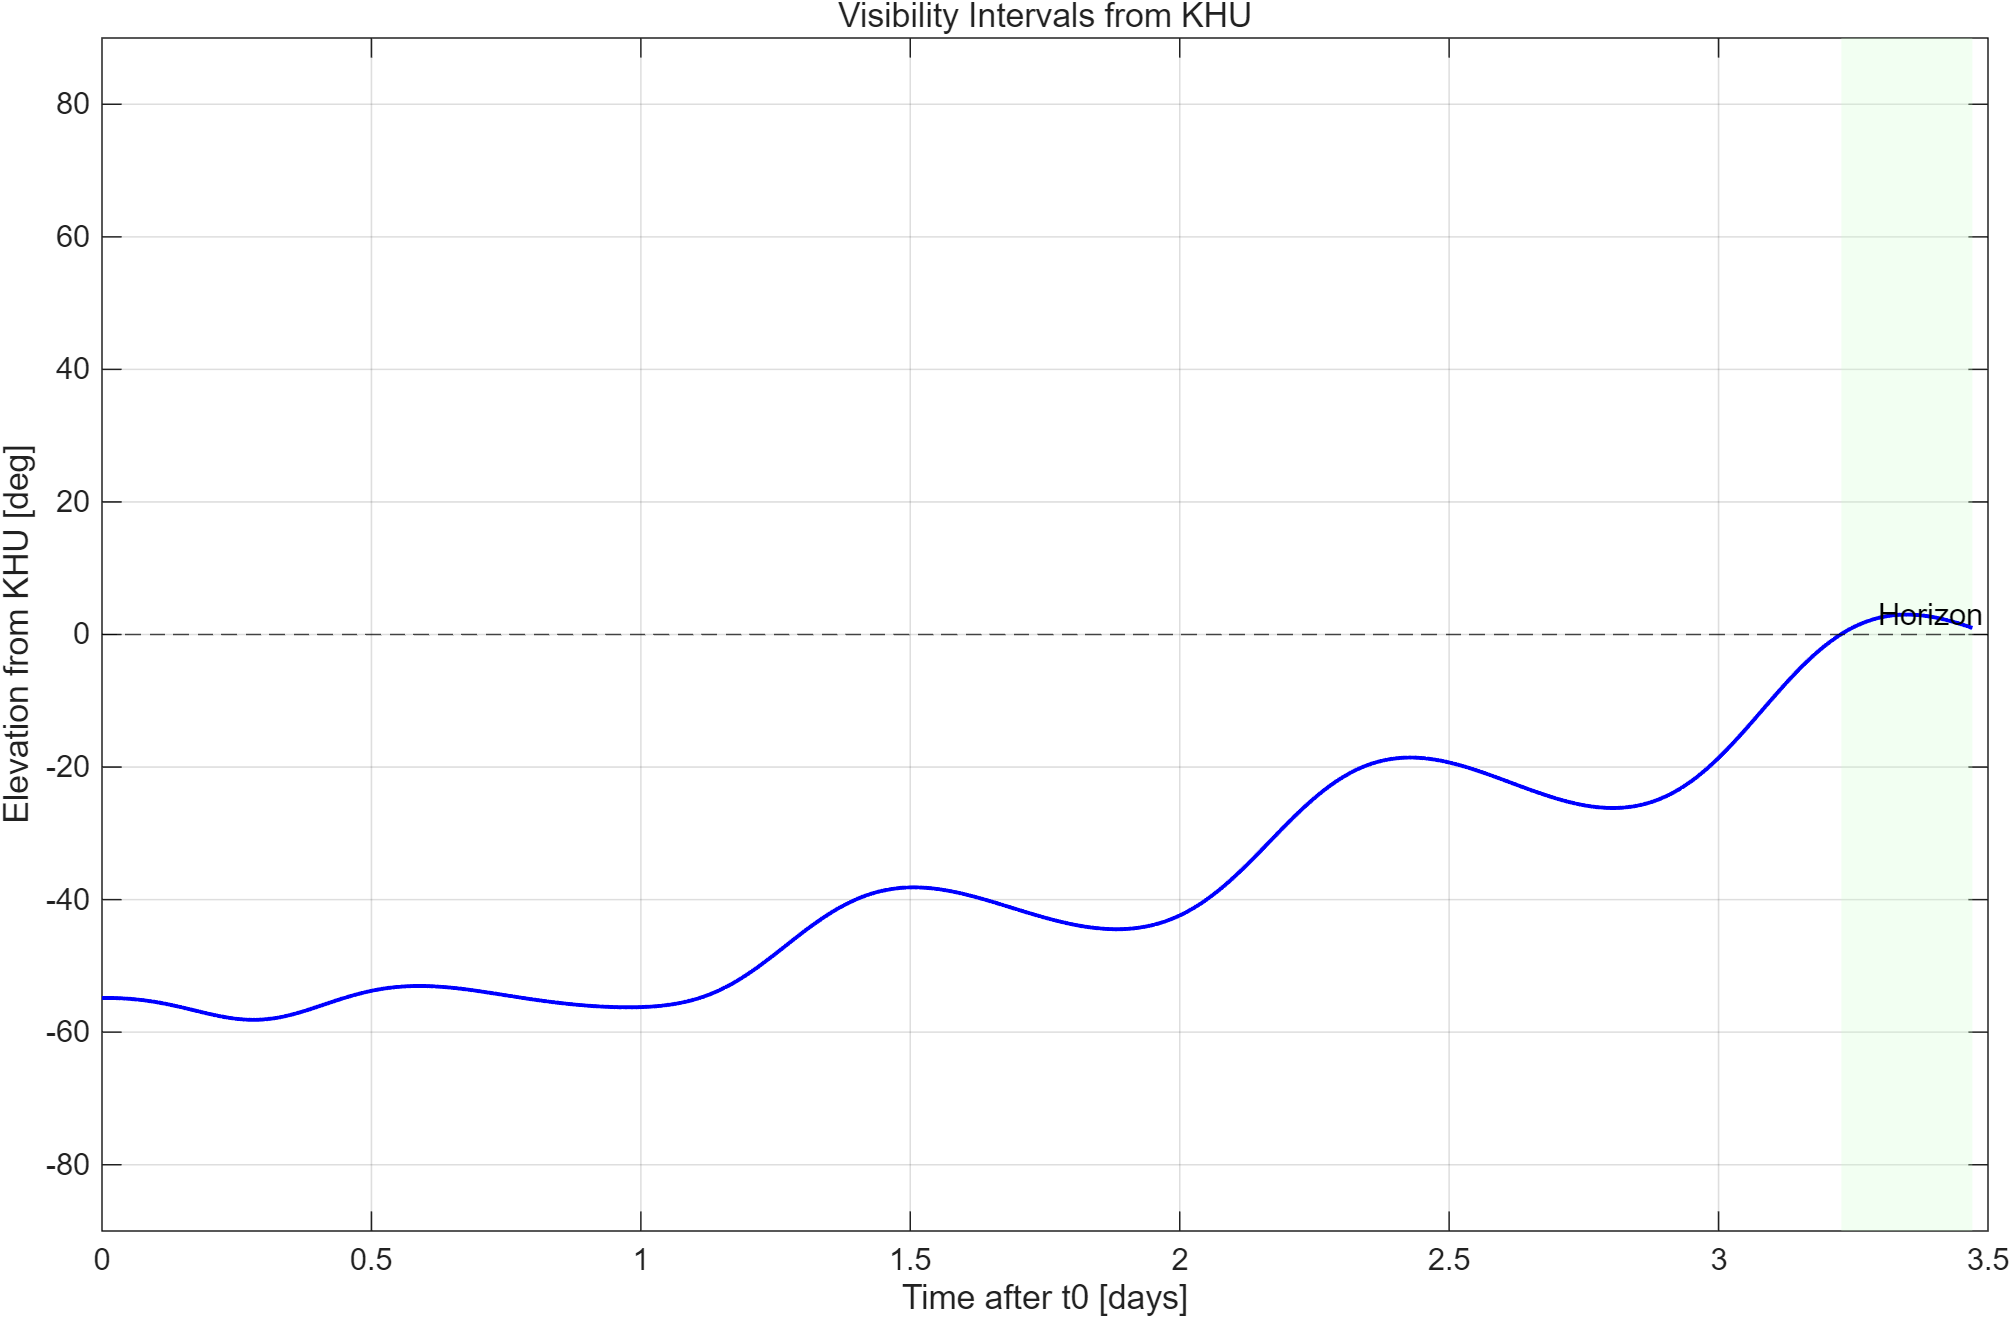 Visibility Intervals from KHU
Elevation from KHU [deg]
80
60
40
20
0
-20
-40
-60
-80
Horizon
0 0.5 1 1.5 2 2.5 3 3.5
Time after t0 [days]